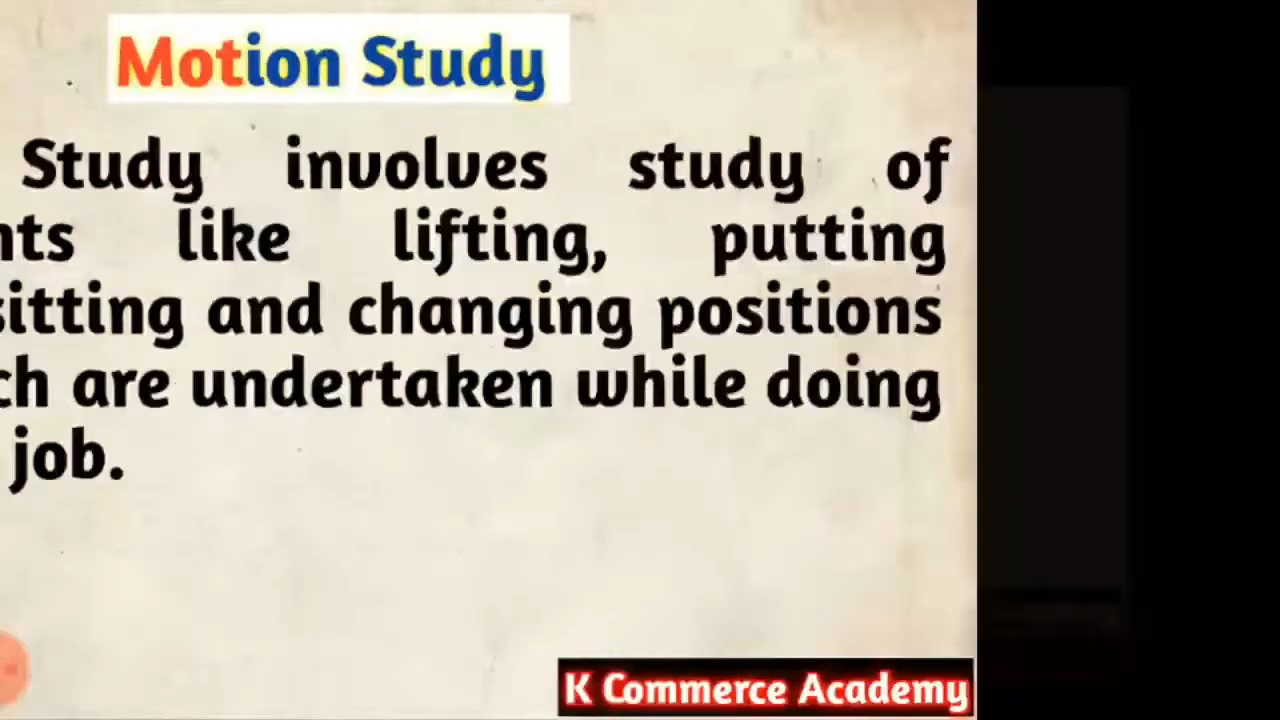 Motion Study
Study involves study of
nts like lifting, putting
sitting and changing positions
ch are undertaken while doing
job.
K Commerce Academy